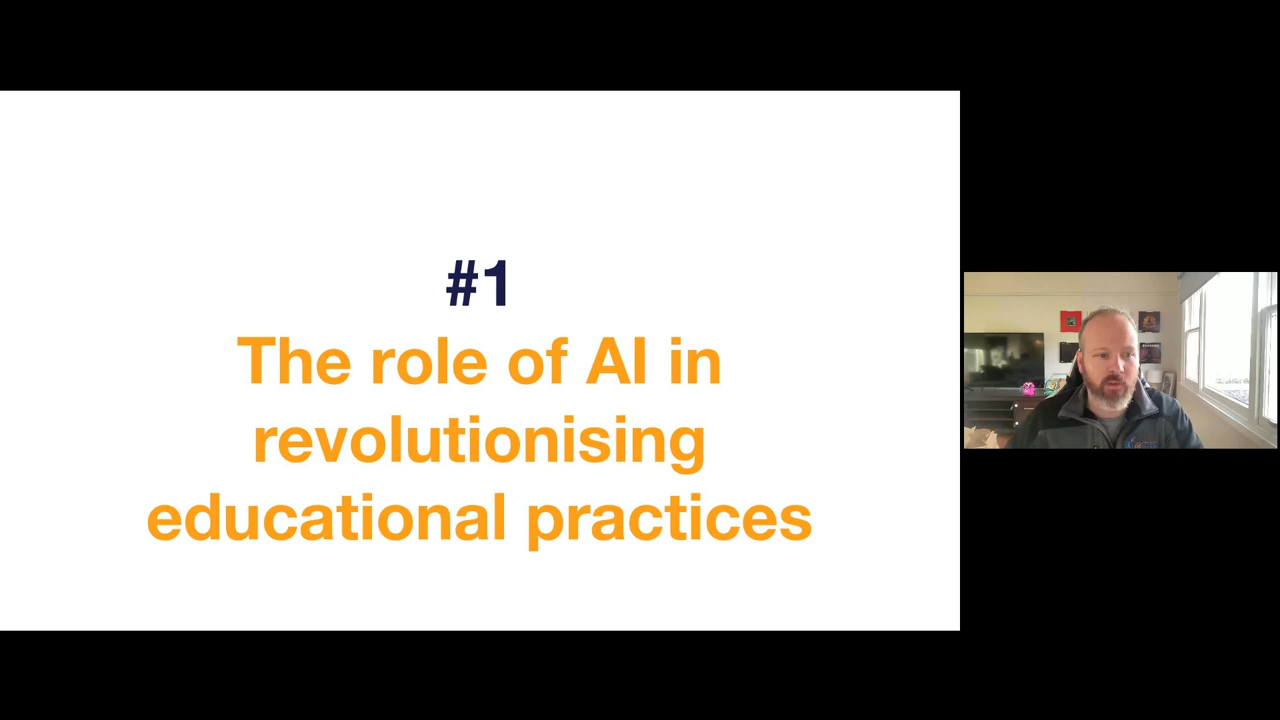 #1
The role of AI in
revolutionising
educational practices